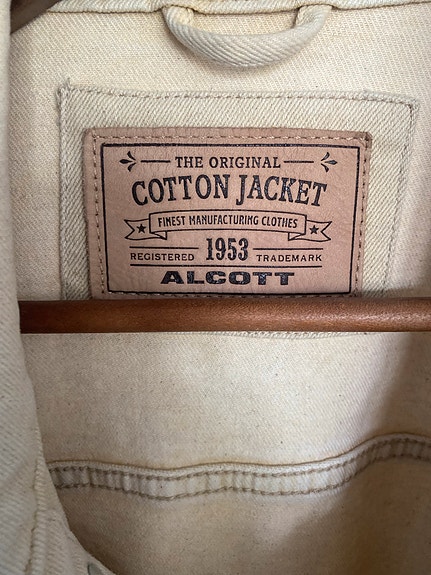 THE ORIGINAL
COTTON JACKET
FINEST MANUFACTURING CLOTHES
REGISTERED 1953 TRADEMARK
ALCOTT